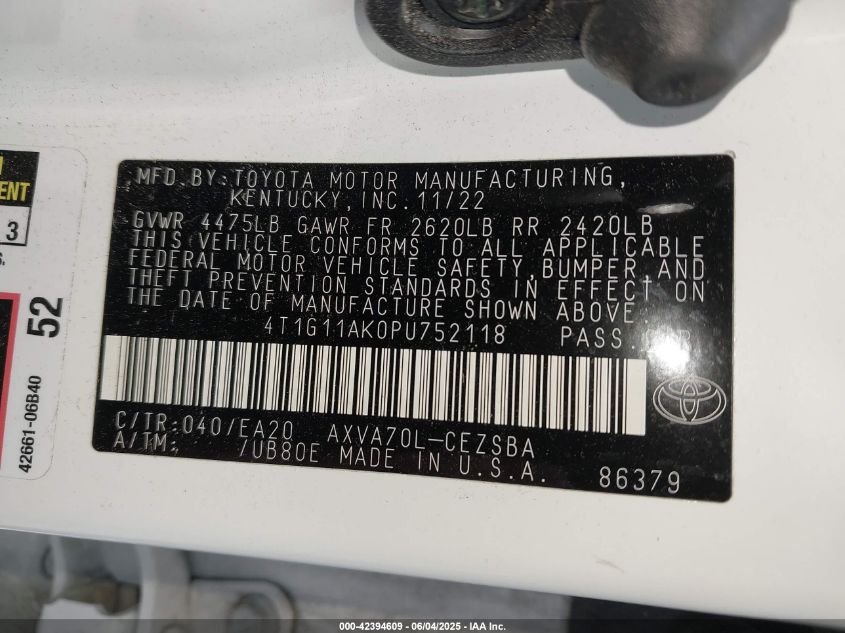 MENT
3
S.
52
42661-06B40
MFD BY: TOYOTA MOTOR MANUFACTURING,
KENTUCKY, INC. 11/22
GVWR 4475LB GAWR FR 2620LB RR 2420LB
THIS VEHICLE CONFORMS TO ALL APPLICABLE
FEDERAL MOTOR VEHICLE SAFETY, BUMPER, AND
THEFT PREVENTION STANDARDS IN EFFECT ON
THE DATE OF MANUFACTURE SHOWN ABOVE.
4T1G11AK0PU752118 PASS.
C/TR: 040/EA20 AXVA70L-CEZSBA
A/TM: /UB80E MADE IN U.S.A.
86379
000-42394609 - 06/04/2025 - IAA Inc.